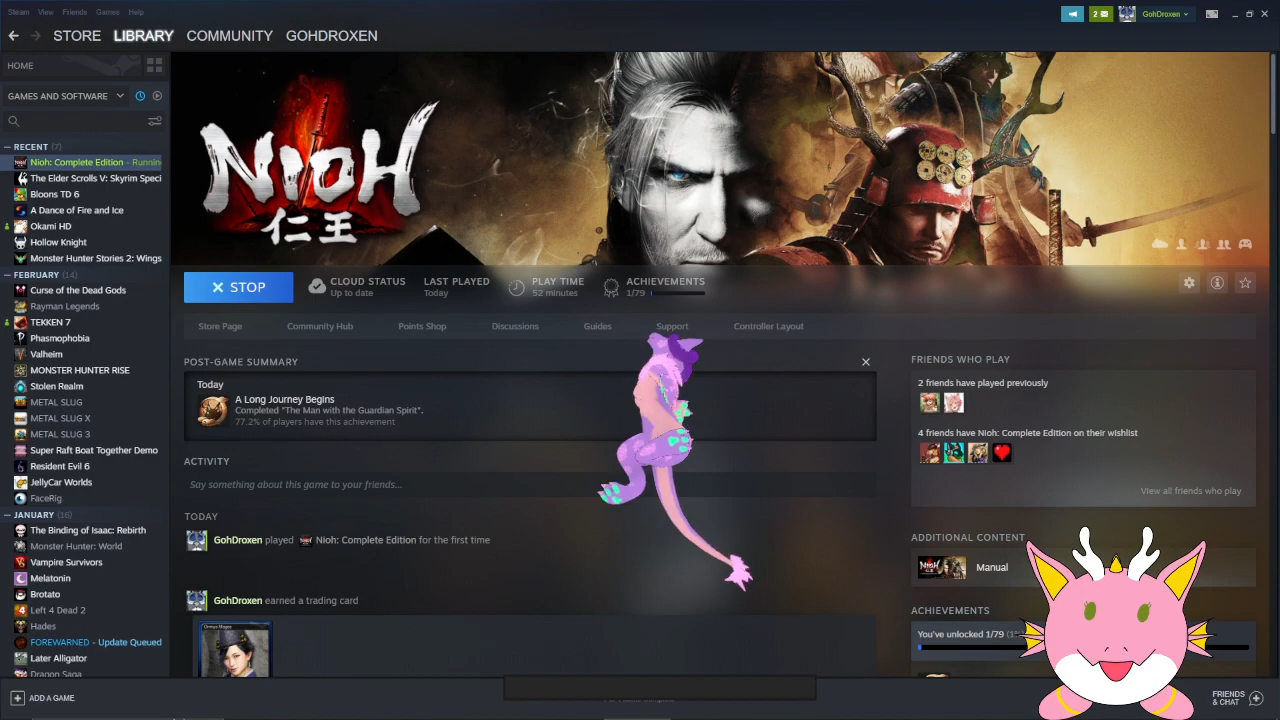 Steam View Friends Games Help
2
GohDroxen
STORE LIBRARY COMMUNITY GOHDROXEN
HOME
GAMES AND SOFTWARE
RECENT (7)
Nioh: Complete Edition - Runnin
The Elder Scrolls V: Skyrim Speci
Bloons TD 6
A Dance of Fire and Ice
Okami HD
Hollow Knight
Monster Hunter Stories 2: Wings
FEBRUARY (14)
Curse of the Dead Gods
Rayman Legends
TEKKEN 7
Phasmophobia
Valheim
MONSTER HUNTER RISE
Stolen Realm
METAL SLUG
METAL SLUG X
METAL SLUG 3
Super Raft Boat Together Demo
Resident Evil 6
JellyCar Worlds
FaceRig
JANUARY (16)
The Binding of Isaac: Rebirth
Monster Hunter: World
Vampire Survivors
Melatonin
Brotato
Left 4 Dead 2
Hades
FOREWARNED - Update Queued
Later Alligator
Dragon Saga
ADD A GAME
NIOH
仁王
STOP
CLOUD STATUS
Up to date
LAST PLAYED
Today
PLAY TIME
52 minutes
ACHIEVEMENTS
1/79
Store Page Community Hub Points Shop Discussions Guides Support Controller Layout
POST-GAME SUMMARY
Today
A Long Journey Begins
Completed "The Man with the Guardian Spirit".
77.2% of players have this achievement
ACTIVITY
Say something about this game to your friends...
TODAY
GohDroxen played Nioh: Complete Edition for the first time
GohDroxen earned a trading card
Onmyo Mages
FRIENDS WHO PLAY
2 friends have played previously
4 friends have Nioh: Complete Edition on their wishlist
View all friends who play
ADDITIONAL CONTENT
NIOH
Manual
ACHIEVEMENTS
You've unlocked 1/79
FRIENDS
& CHAT